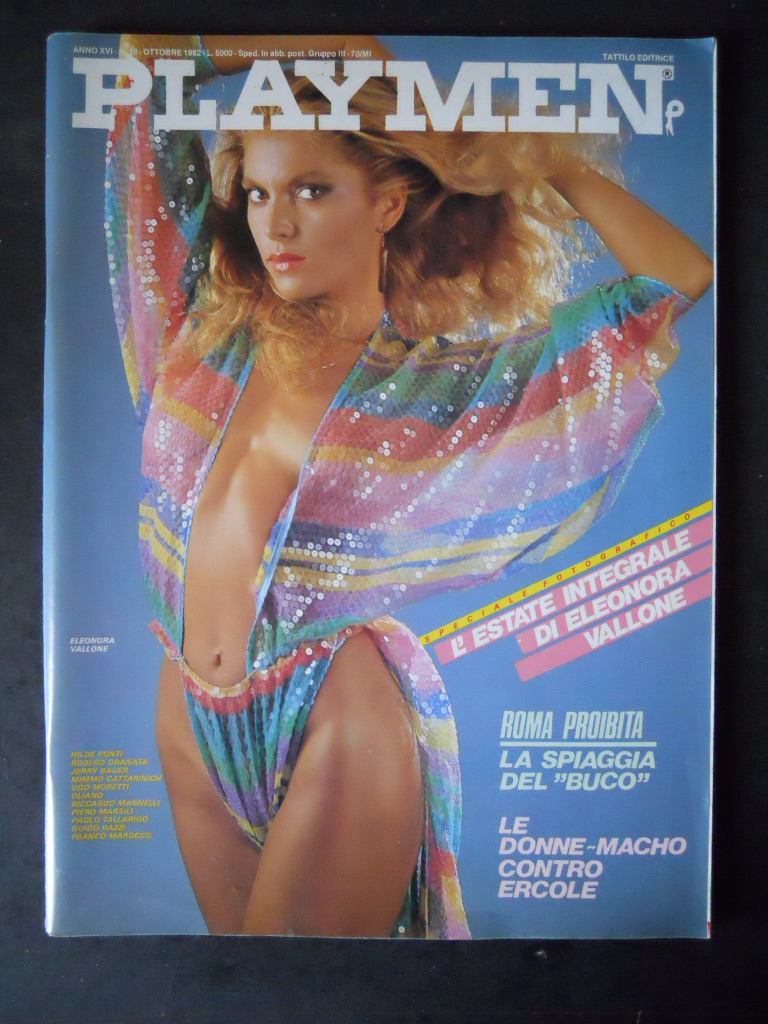 ANNO XVI - N. 10 - OTTOBRE 1982 - L. 5000 - Sped. in abb. post. Gruppo III - 70/MI
TATTILO EDITRICE
PLAYMEN®
SPECIALE FOTOGRAFICO
L'ESTATE INTEGRALE
DI ELEONORA
VALLONE
ELEONORA
VALLONE
ROMA PROIBITA
LA SPIAGGIA
DEL "BUCO"
HILDE PONTI
ROBERO GRANATA
JERRY BAUER
MIMMO CATTARINICH
UGO MORETTI
OLIANO
RICCARDO MANNELLI
PIERO MARSILI
PAOLO TALLARIGO
GUIDO RAZZI
FRANCO MAROCCO
LE
DONNE-MACHO
CONTRO
ERCOLE